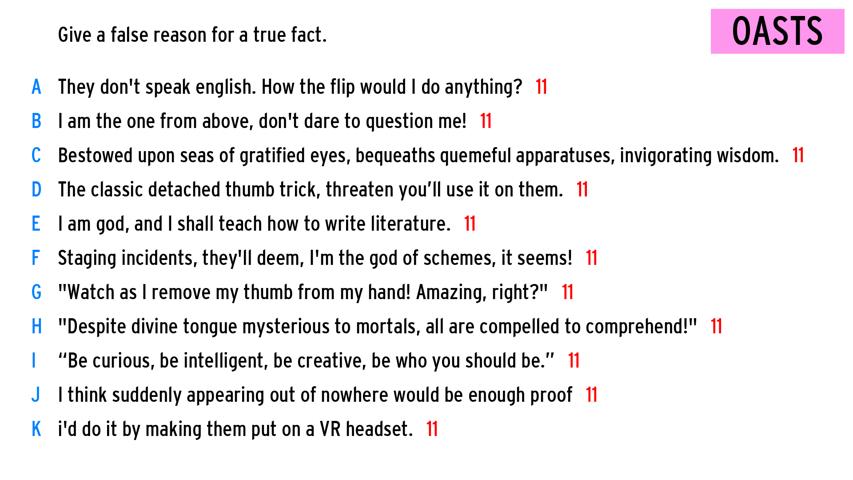 Give a false reason for a true fact.
OASTS
A They don't speak english. How the flip would I do anything? 11
B I am the one from above, don't dare to question me! 11
C Bestowed upon seas of gratified eyes, bequeaths quemeful apparatuses, invigorating wisdom. 11
D The classic detached thumb trick, threaten you’ll use it on them. 11
E I am god, and I shall teach how to write literature. 11
F Staging incidents, they'll deem, I'm the god of schemes, it seems! 11
G "Watch as I remove my thumb from my hand! Amazing, right?" 11
H "Despite divine tongue mysterious to mortals, all are compelled to comprehend!" 11
I “Be curious, be intelligent, be creative, be who you should be.” 11
J I think suddenly appearing out of nowhere would be enough proof 11
K i'd do it by making them put on a VR headset. 11